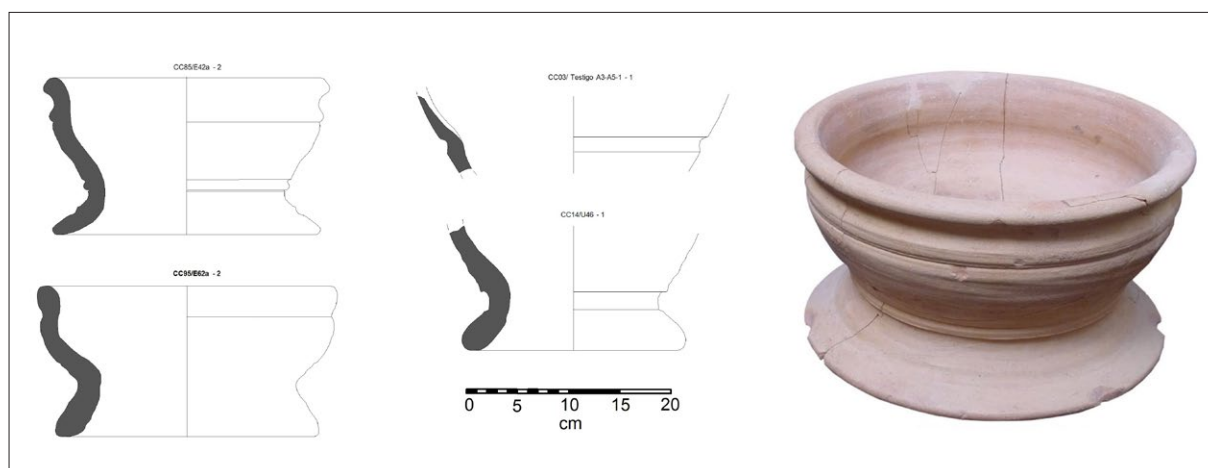 CC85/E42a - 2
CC95/E62a - 2
CC03/ Testigo A3-A5-1 - 1
CC14/U46 - 1
0 5 10 15 20
cm